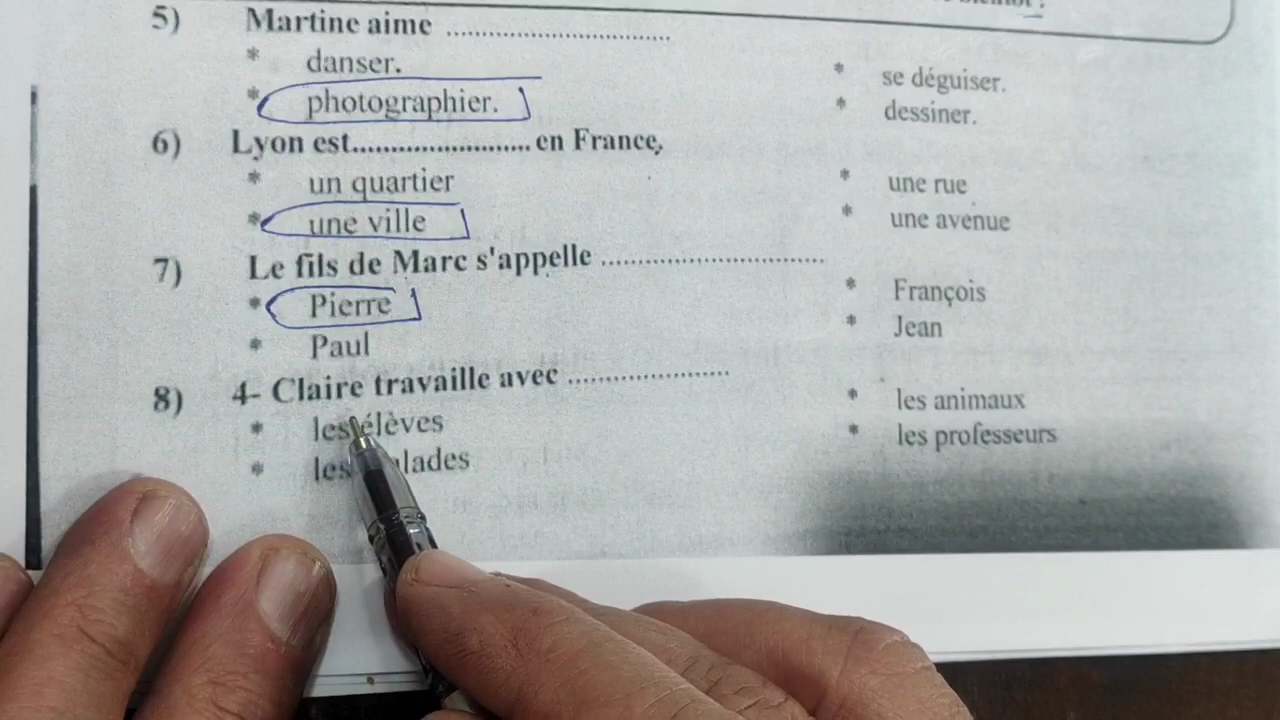 5) Martine aime ................................
* danser.
* se déguiser.
* photographier.
* dessiner.
6) Lyon est........................ en France,
* un quartier
* une rue
* une ville
* une avenue
7) Le fils de Marc s'appelle ................................
* Pierre
* François
* Paul
* Jean
8) 4- Claire travaille avec ......................
* les élèves
* les animaux
* les
* les professeurs